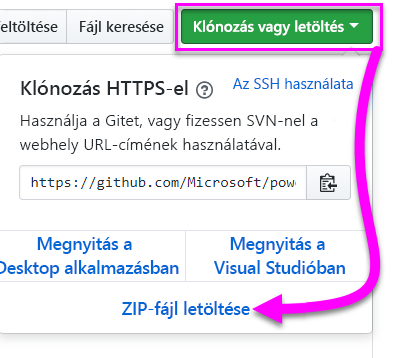 eltöltése Fájl keresése Klónozás vagy letöltés
Klónozás HTTPS-el ? Az SSH használata
Használja a Gitet, vagy fizessen SVN-nel a
webhely URL-címének használatával.
https://github.com/Microsoft/pow
Megnyitás a Megnyitás a
Desktop alkalmazásban Visual Studióban
ZIP-fájl letöltése